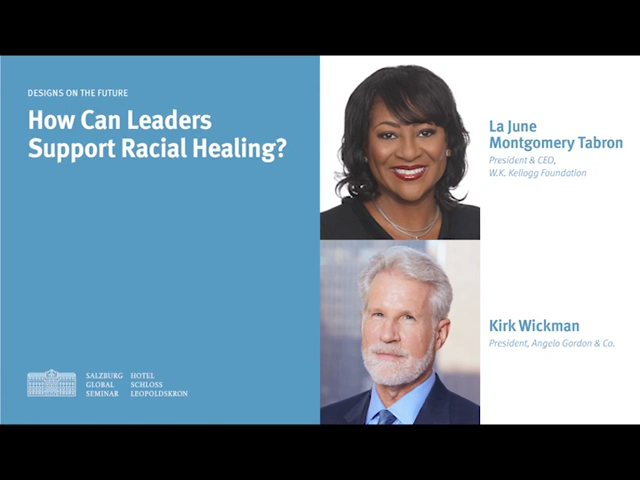 DESIGNS ON THE FUTURE
How Can Leaders
Support Racial Healing?
La June
Montgomery Tabron
President & CEO,
W.K. Kellogg Foundation
Kirk Wickman
President, Angelo Gordon & Co.
SALZBURG
GLOBAL
SEMINAR
HOTEL
SCHLOSS
LEOPOLDSKRON